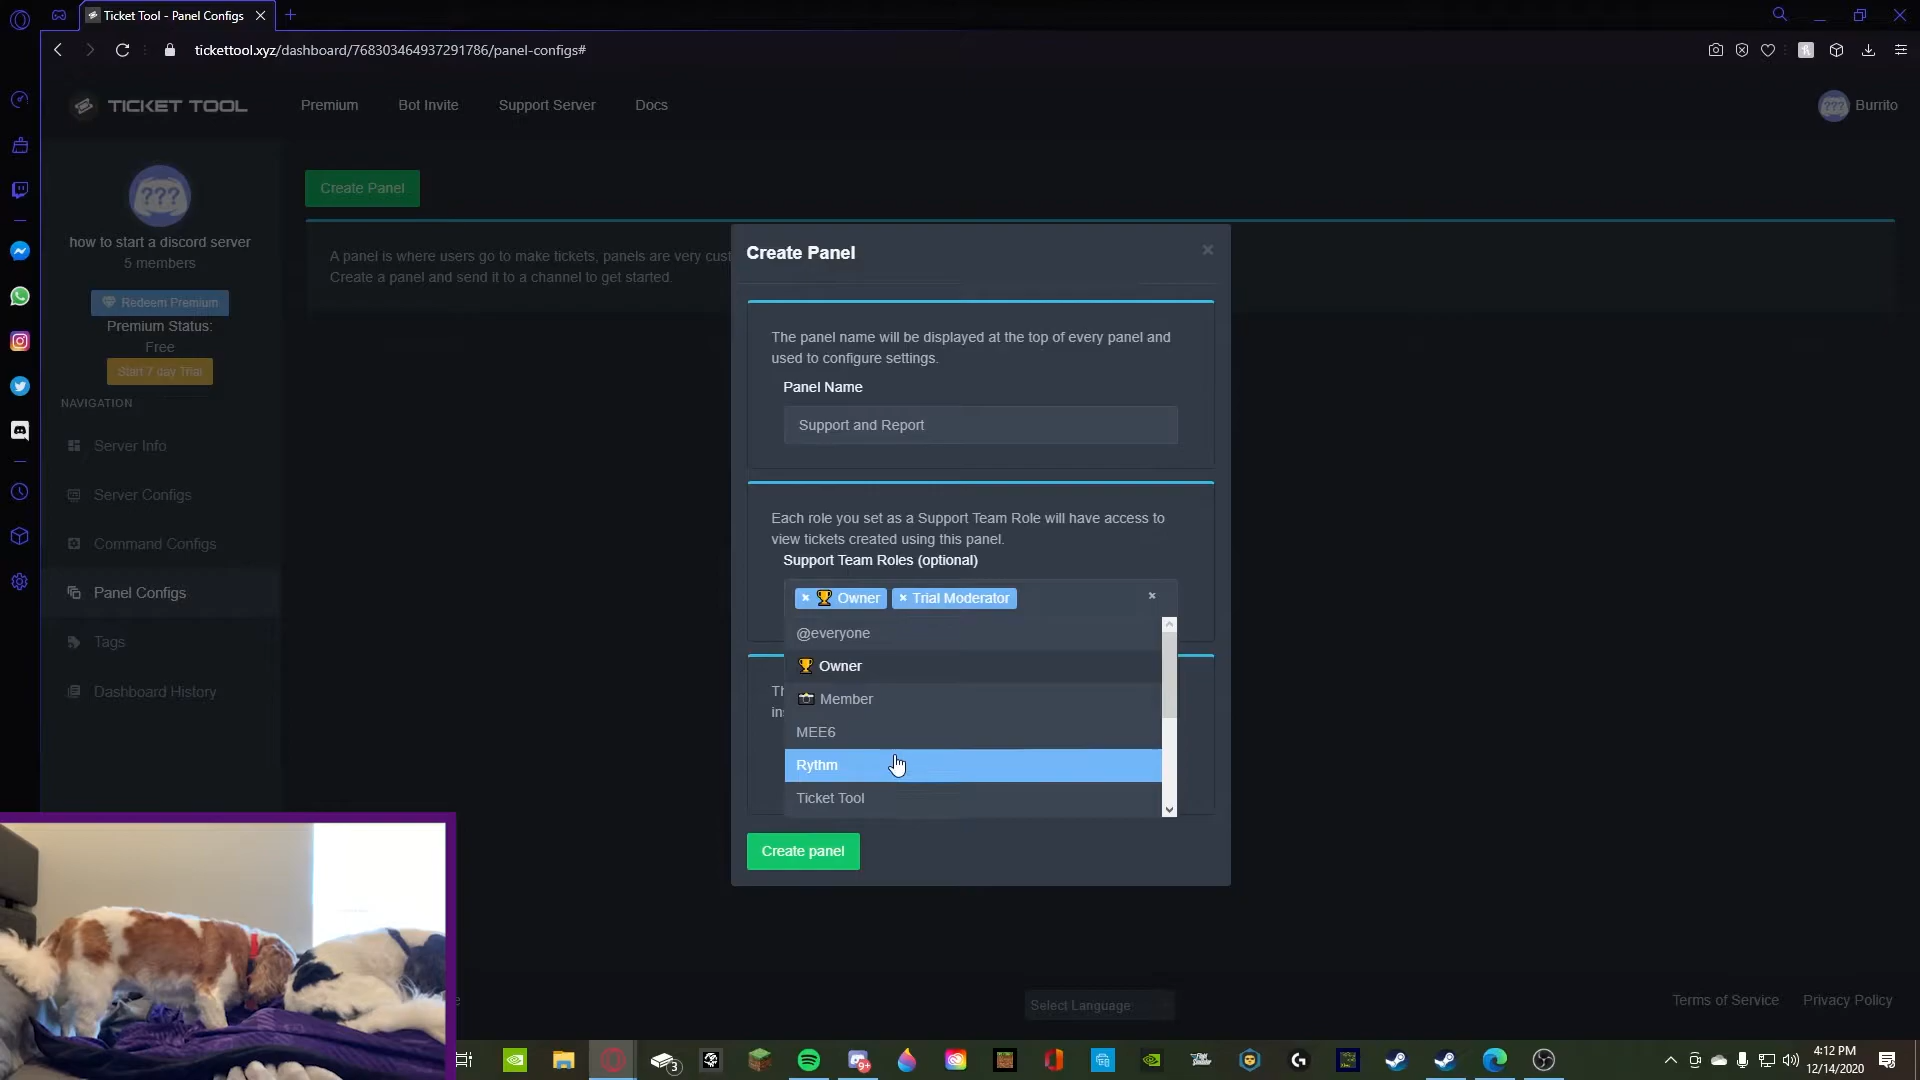 Ticket Tool - Panel Configs
tickettool.xyz/dashboard/768303464937291786/panel-configs#
TICKET TOOL
Premium
Bot Invite
Support Server
Docs
??? Burrito
???
how to start a discord server
5 members
Redeem Premium
Premium Status:
Free
Start 7 day Trial
NAVIGATION
Server Info
Server Configs
Command Configs
Panel Configs
Tags
Dashboard History
Create Panel
A panel is where users go to make tickets, panels are very cust
Create a panel and send it to a channel to get started.
Create Panel
×
The panel name will be displayed at the top of every panel and
used to configure settings.
Panel Name
Support and Report
Each role you set as a Support Team Role will have access to
view tickets created using this panel.
Support Team Roles (optional)
× 🏆 Owner × Trial Moderator ×
@everyone
🏆 Owner
📷 Member
MEE6
Rythm
Ticket Tool
Th
in
Create panel
Select Language
Terms of Service
Privacy Policy
3
9+
4:12 PM
12/14/2020